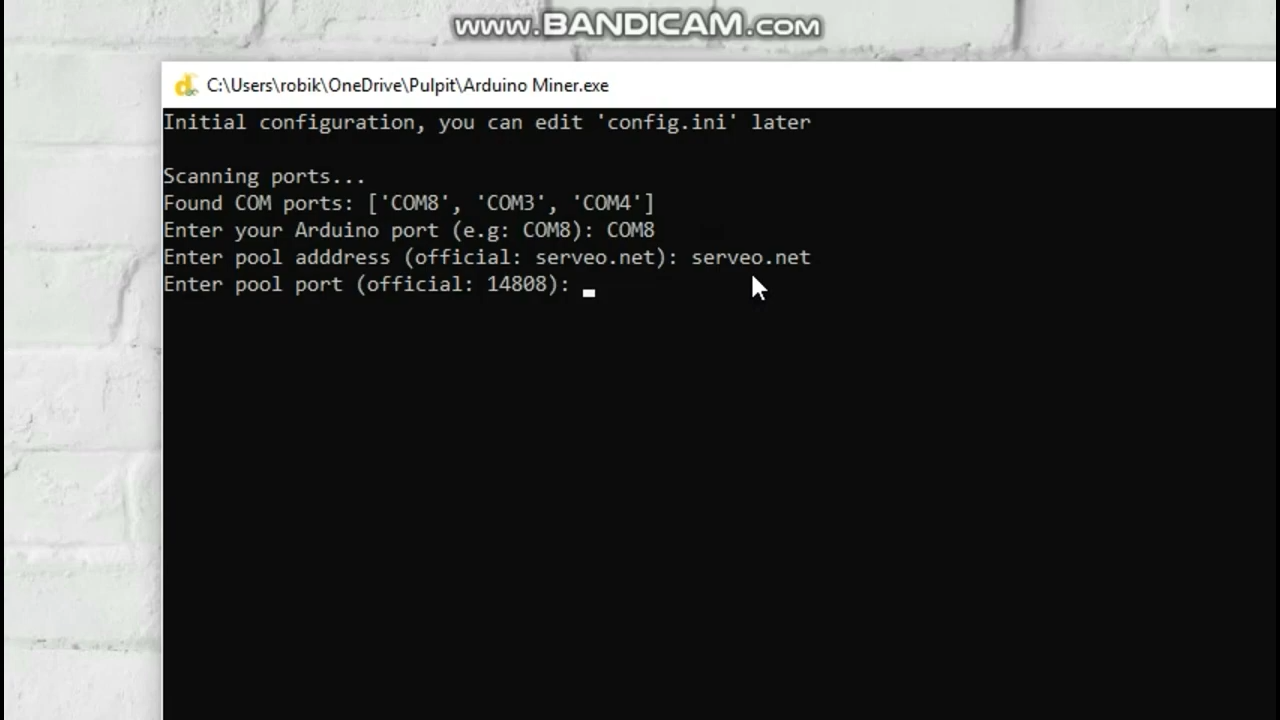 www.BANDICAM.com
C:\Users\robik\OneDrive\Pulpit\Arduino Miner.exe
Initial configuration, you can edit 'config.ini' later
Scanning ports...
Found COM ports: ['COM8', 'COM3', 'COM4']
Enter your Arduino port (e.g: COM8): COM8
Enter pool adddress (official: serveo.net): serveo.net
Enter pool port (official: 14808):